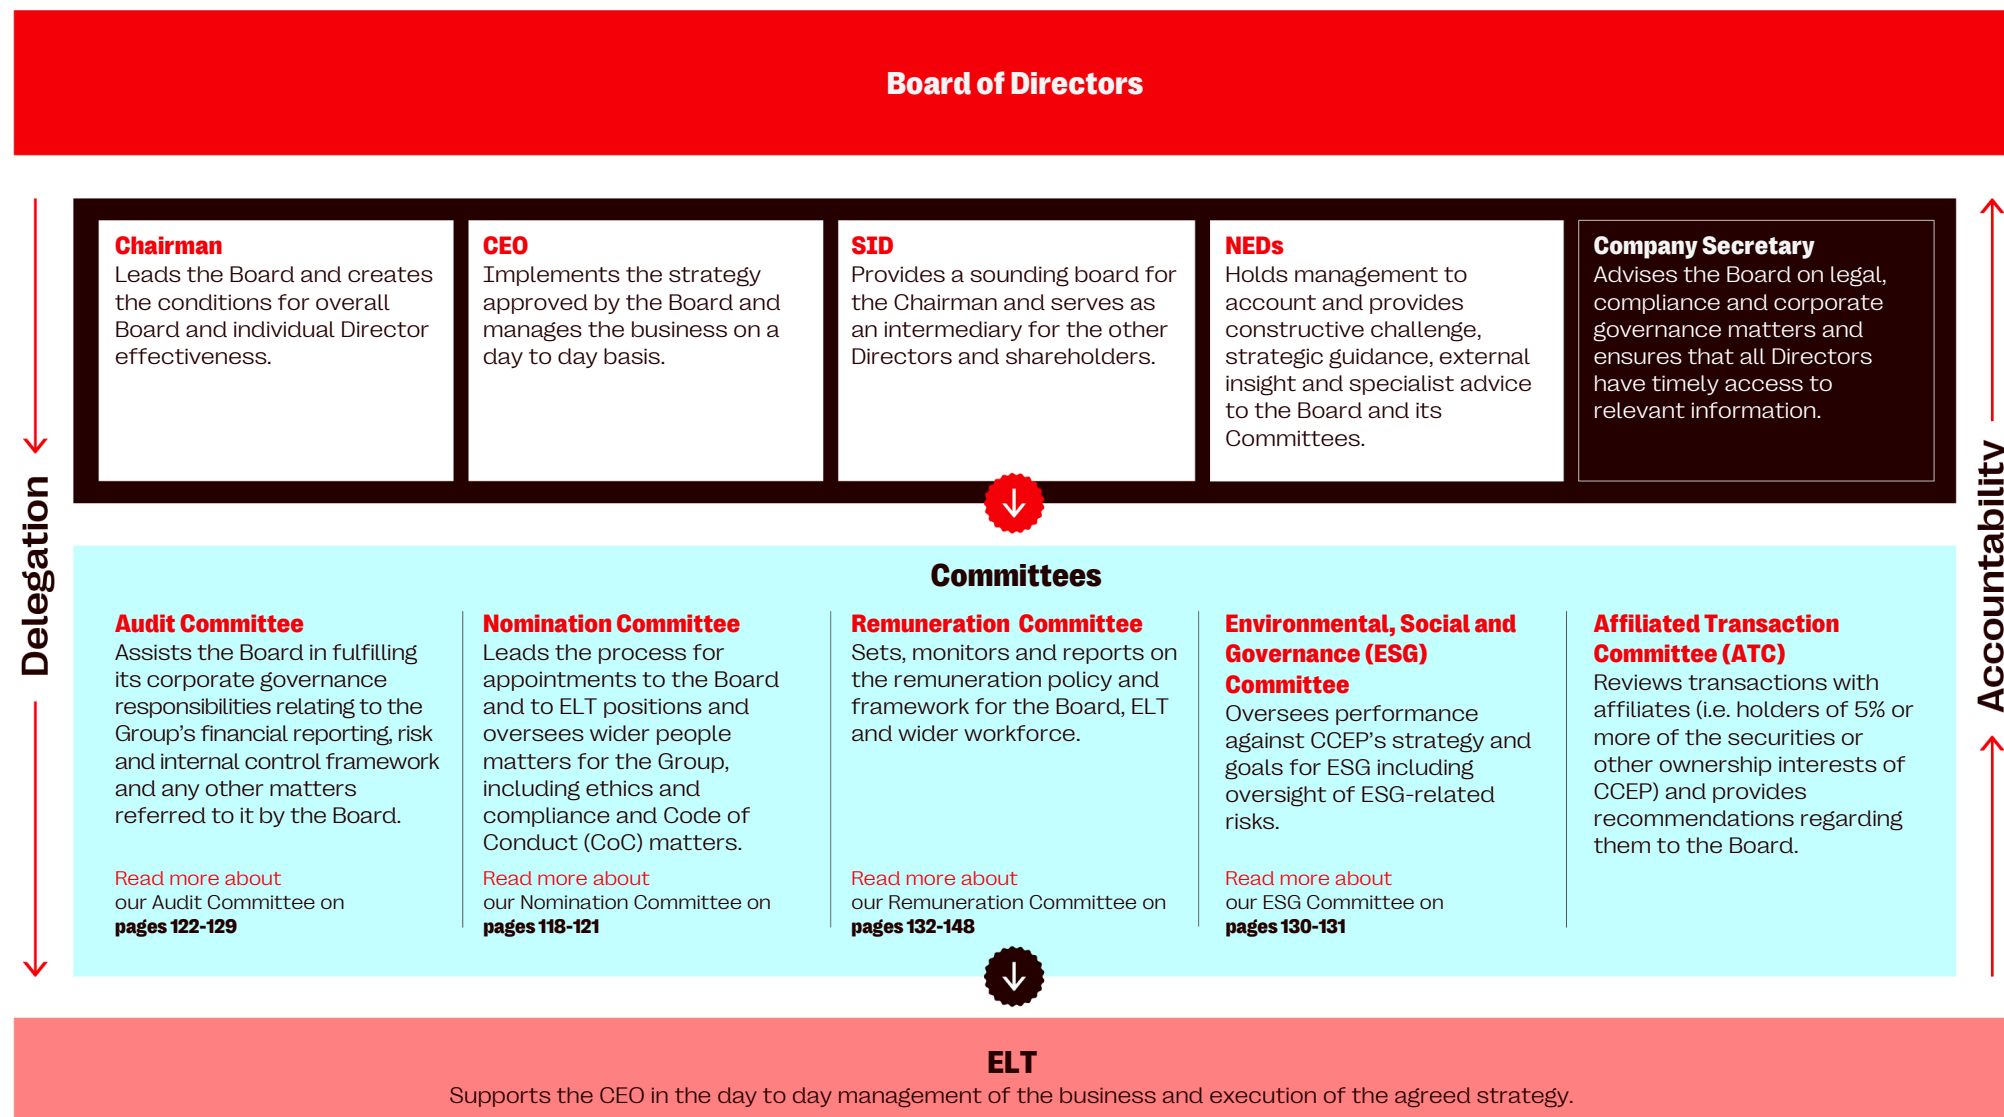 Board of Directors
Delegation
Chairman
Leads the Board and creates
the conditions for overall
Board and individual Director
effectiveness.
CEO
Implements the strategy
approved by the Board and
manages the business on a
day to day basis.
SID
Provides a sounding board for
the Chairman and serves as
an intermediary for the other
Directors and shareholders.
NEDs
Holds management to
account and provides
constructive challenge,
strategic guidance, external
insight and specialist advice
to the Board and its
Committees.
Company Secretary
Advises the Board on legal,
compliance and corporate
governance matters and
ensures that all Directors
have timely access to
relevant information.
Accountability
Committees
Audit Committee
Assists the Board in fulfilling
its corporate governance
responsibilities relating to the
Group's financial reporting, risk
and internal control framework
and any other matters
referred to it by the Board.
Read more about
our Audit Committee on
pages 122-129
Nomination Committee
Leads the process for
appointments to the Board
and to ELT positions and
oversees wider people
matters for the Group,
including ethics and
compliance and Code of
Conduct (CoC) matters.
Read more about
our Nomination Committee on
pages 118-121
Remuneration Committee
Sets, monitors and reports on
the remuneration policy and
framework for the Board, ELT
and wider workforce.
Read more about
our Remuneration Committee on
pages 132-148
Environmental, Social and
Governance (ESG)
Committee
Oversees performance
against CCEP's strategy and
goals for ESG including
oversight of ESG-related
risks.
Read more about
our ESG Committee on
pages 130-131
Affiliated Transaction
Committee (ATC)
Reviews transactions with
affiliates (i.e. holders of 5% or
more of the securities or
other ownership interests of
CCEP) and provides
recommendations regarding
them to the Board.
ELT
Supports the CEO in the day to day management of the business and execution of the agreed strategy.